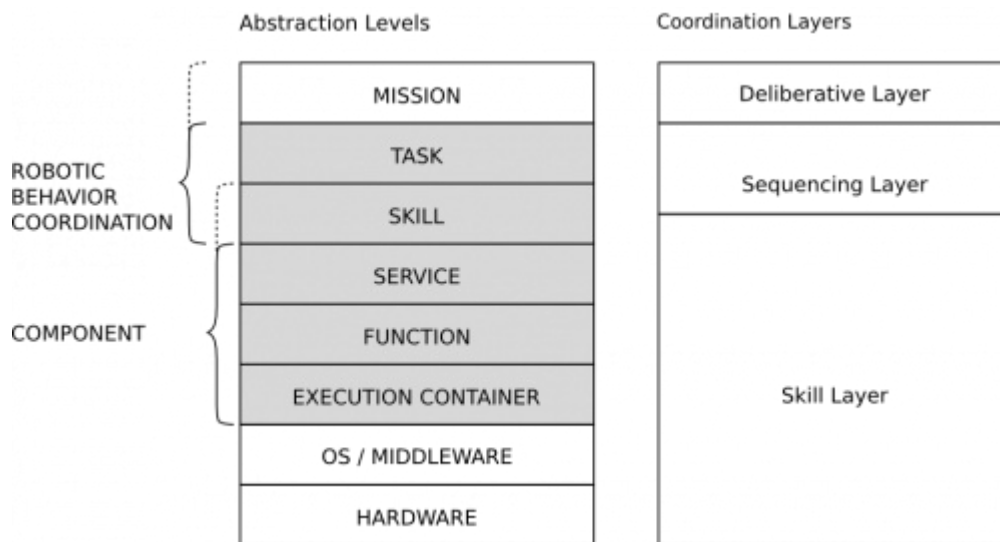 Abstraction Levels
Coordination Layers
MISSION
TASK
SKILL
SERVICE
FUNCTION
EXECUTION CONTAINER
OS / MIDDLEWARE
HARDWARE
ROBOTIC
BEHAVIOR
COORDINATION
COMPONENT
Deliberative Layer
Sequencing Layer
Skill Layer